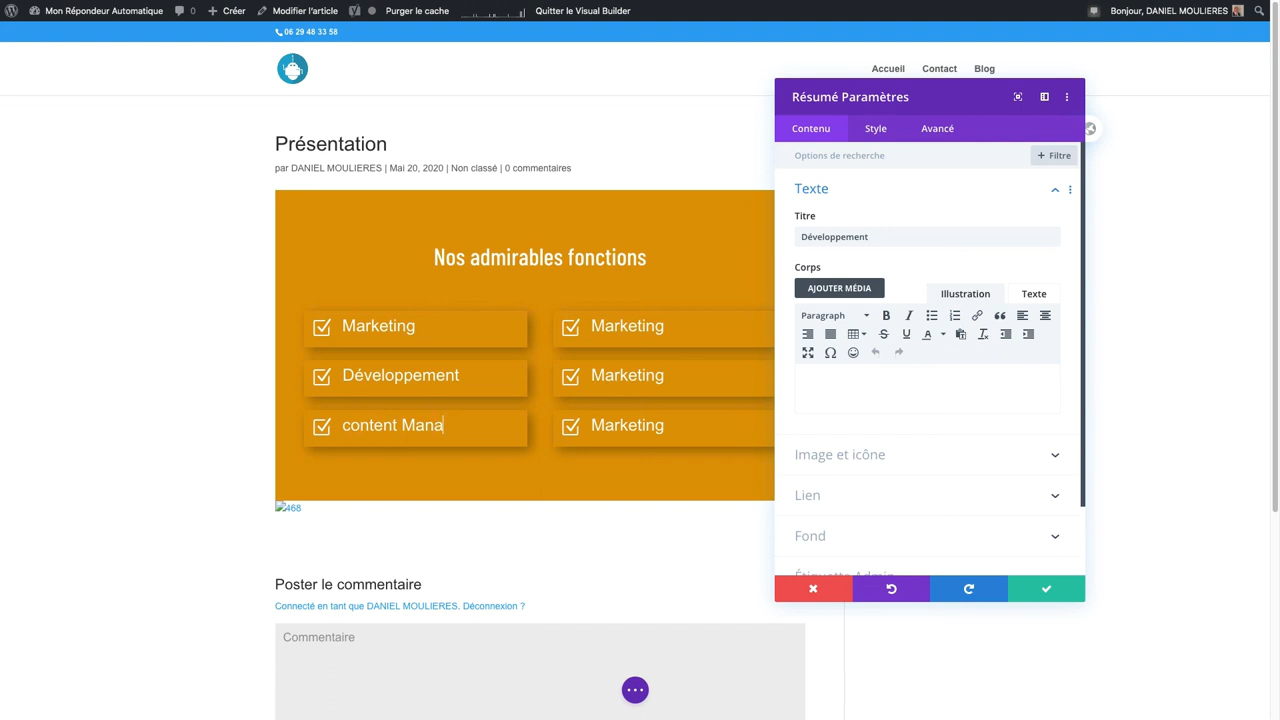 Mon Répondeur Automatique 0 Créer Modifier l'article Purger le cache Quitter le Visual Builder Bonjour, DANIEL MOULIERES
06 29 48 33 58
Accueil Contact Blog
Présentation
par DANIEL MOULIERES | Mai 20, 2020 | Non classé | 0 commentaires
Nos admirables fonctions
Marketing Marketing
Développement Marketing
content Mana Marketing
468
Poster le commentaire
Connecté en tant que DANIEL MOULIERES. Déconnexion ?
Commentaire
Résumé Paramètres
Contenu Style Avancé
Options de recherche + Filtre
Texte
Titre
Développement
Corps
AJOUTER MÉDIA Illustration Texte
Paragraph
Image et icône
Lien
Fond
Étiquette Admin